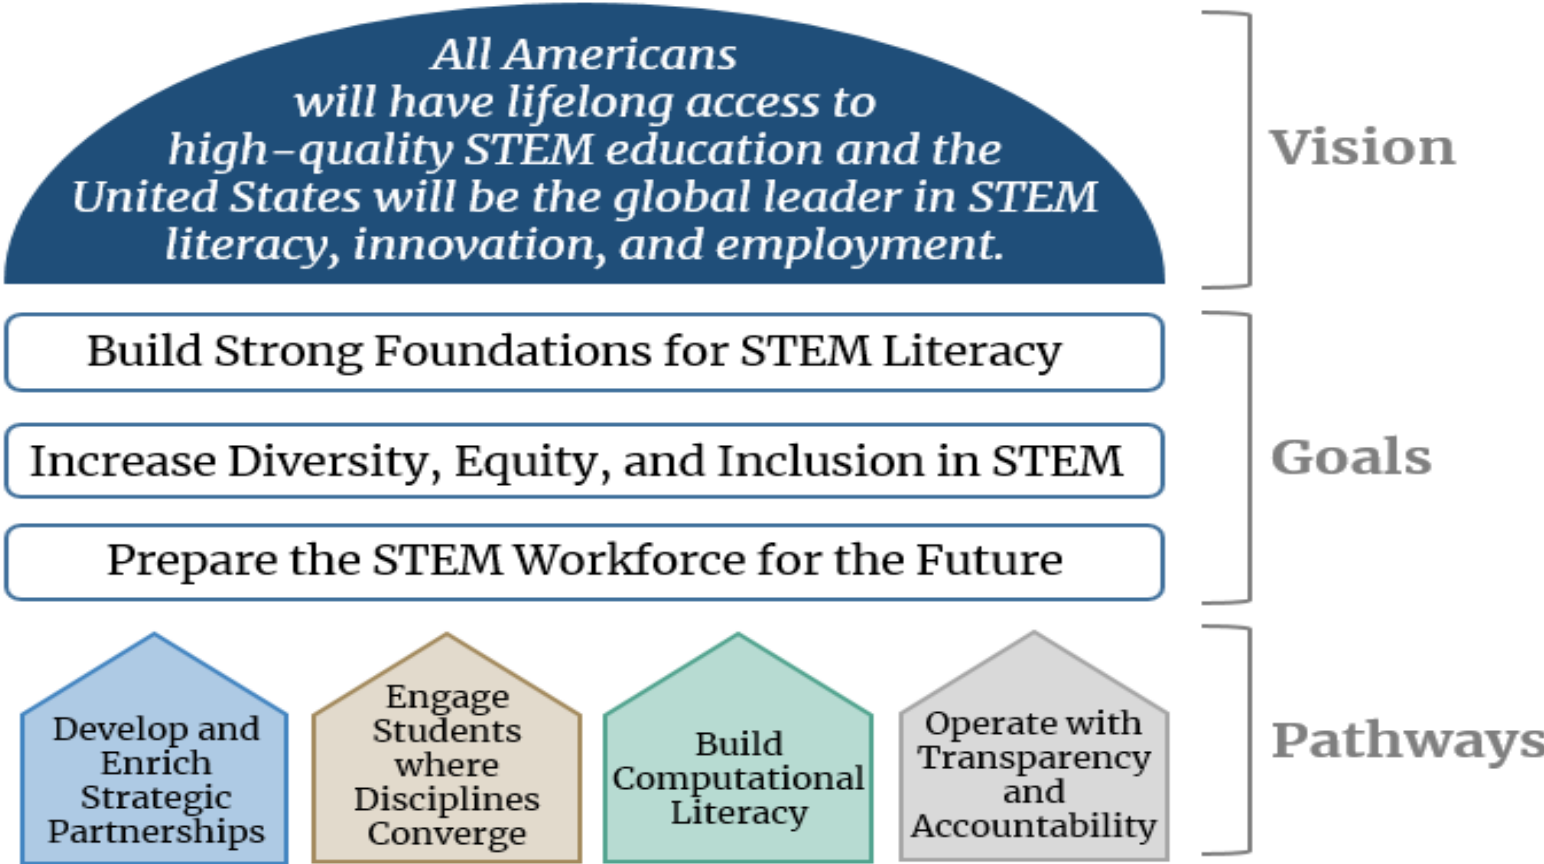 All Americans
will have lifelong access to
high-quality STEM education and the
United States will be the global leader in STEM
literacy, innovation, and employment.
Vision
Build Strong Foundations for STEM Literacy
Increase Diversity, Equity, and Inclusion in STEM
Prepare the STEM Workforce for the Future
Goals
Develop and
Enrich
Strategic
Partnerships
Engage
Students
where
Disciplines
Converge
Build
Computational
Literacy
Operate with
Transparency
and
Accountability
Pathways